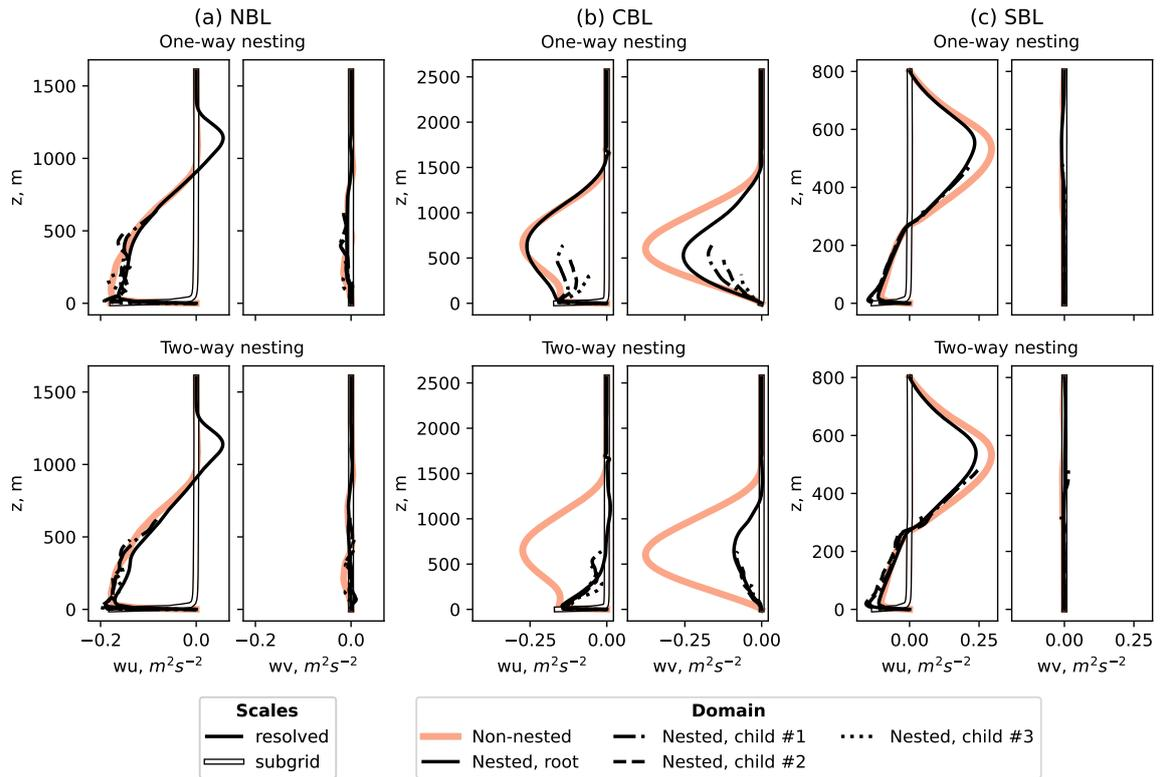 (a) NBL
(b) CBL
(c) SBL
One-way nesting
One-way nesting
One-way nesting
z, m
1500
1000
500
0
z, m
2500
2000
1500
1000
500
0
z, m
800
600
400
200
0
Two-way nesting
Two-way nesting
Two-way nesting
z, m
1500
1000
500
0
z, m
2500
2000
1500
1000
500
0
z, m
800
600
400
200
0
−0.2 0.0
−0.2 0.0
−0.25 0.00
−0.25 0.00
0.00 0.25
0.00 0.25
wu, m²s⁻²
wv, m²s⁻²
wu, m²s⁻²
wv, m²s⁻²
wu, m²s⁻²
wv, m²s⁻²
Scales
resolved
subgrid
Domain
Non-nested
Nested, root
Nested, child #1
Nested, child #2
Nested, child #3